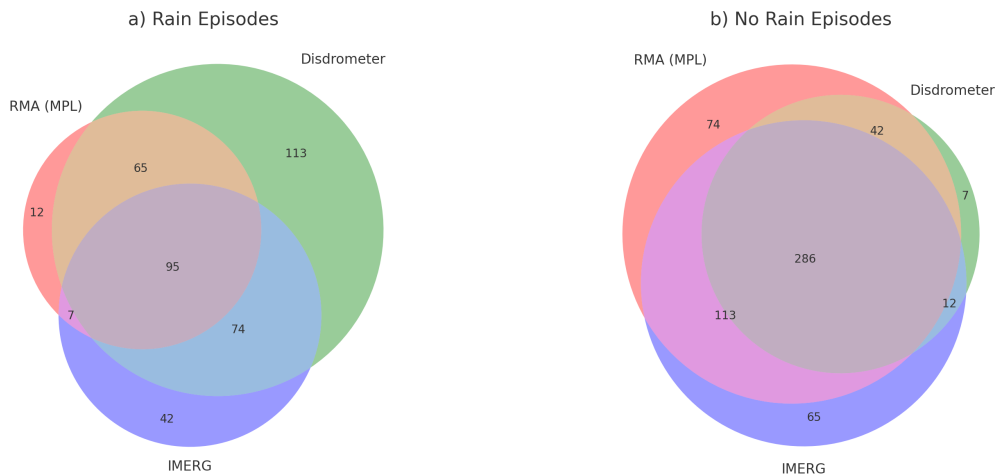 a) Rain Episodes
Disdrometer
RMA (MPL)
113
65
12
95
7
74
42
IMERG
b) No Rain Episodes
RMA (MPL)
Disdrometer
74
42
7
286
12
113
65
IMERG